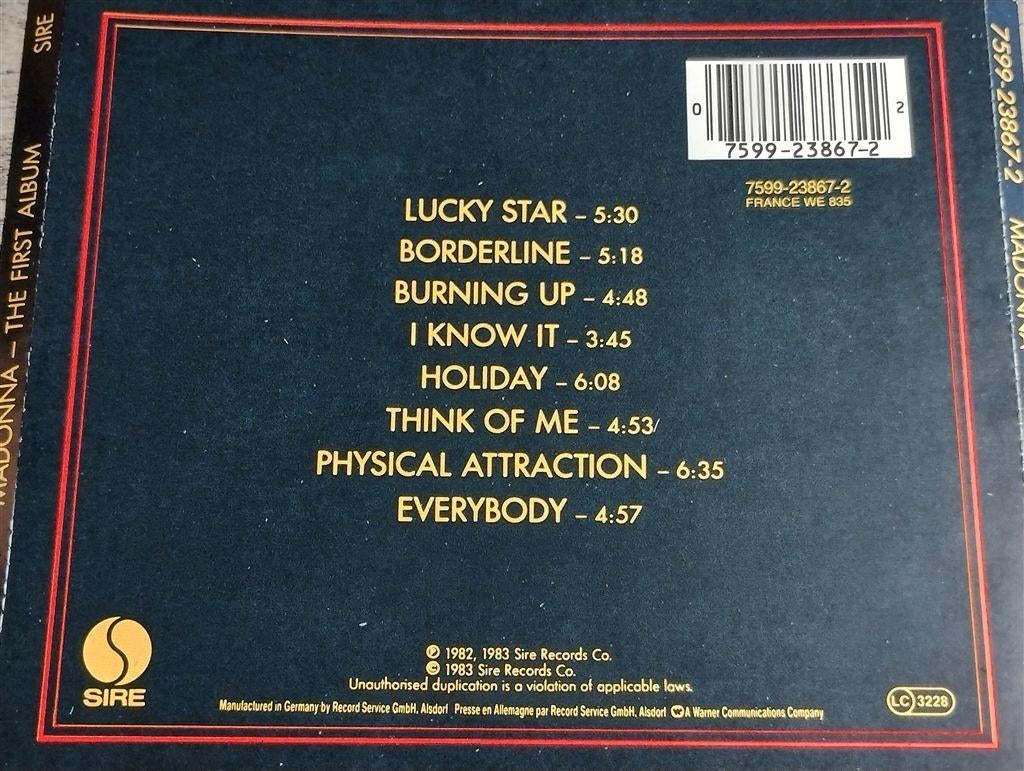 SIRE
MADONNA – THE FIRST ALBUM
0 2
7599-23867-2
7599-23867-2
FRANCE WE 835
LUCKY STAR – 5:30
BORDERLINE – 5:18
BURNING UP – 4:48
I KNOW IT – 3:45
HOLIDAY – 6:08
THINK OF ME – 4:53
PHYSICAL ATTRACTION – 6:35
EVERYBODY – 4:57
SIRE
℗ 1982, 1983 Sire Records Co.
© 1983 Sire Records Co.
Unauthorised duplication is a violation of applicable laws.
Manufactured in Germany by Record Service GmbH, Alsdorf Presse en Allemagne par Record Service GmbH, Alsdorf A Warner Communications Company
LC 3228
7599-23867-2 MADONNA